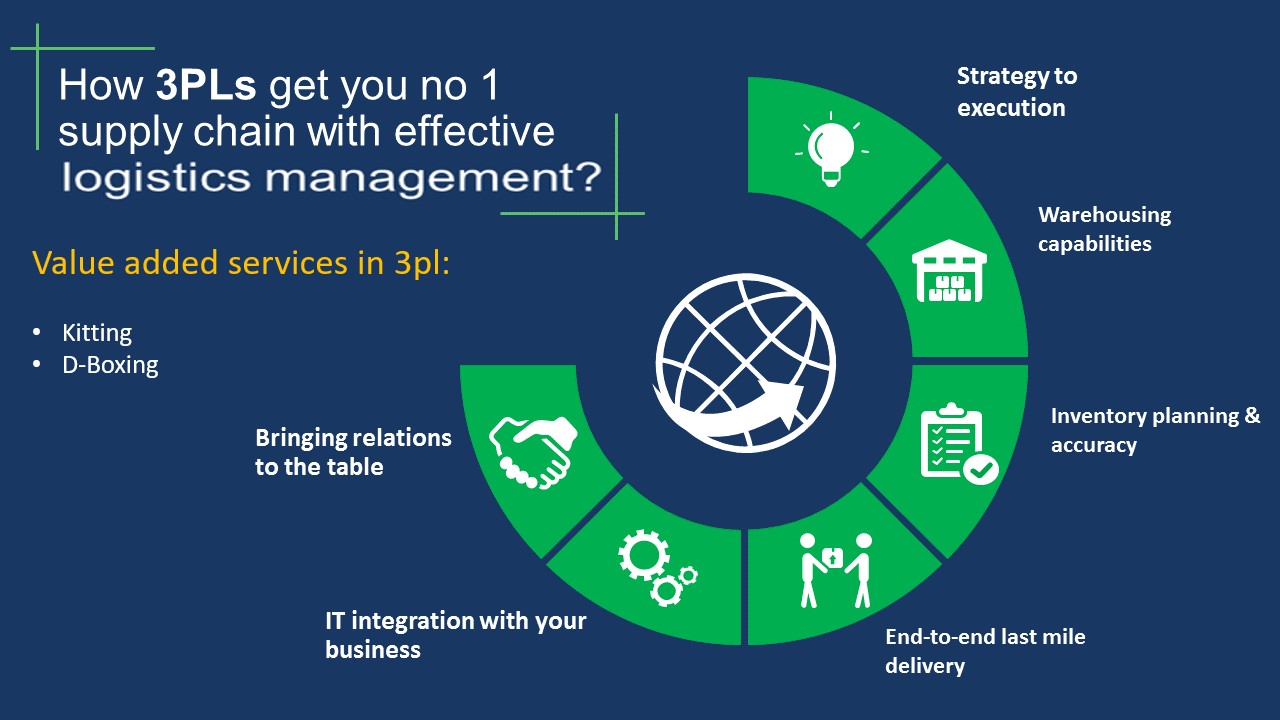 How 3PLs get you no 1
supply chain with effective
logistics management?
Value added services in 3pl:
• Kitting
• D-Boxing
Strategy to
execution
Warehousing
capabilities
Inventory planning &
accuracy
End-to-end last mile
delivery
IT integration with your
business
Bringing relations
to the table